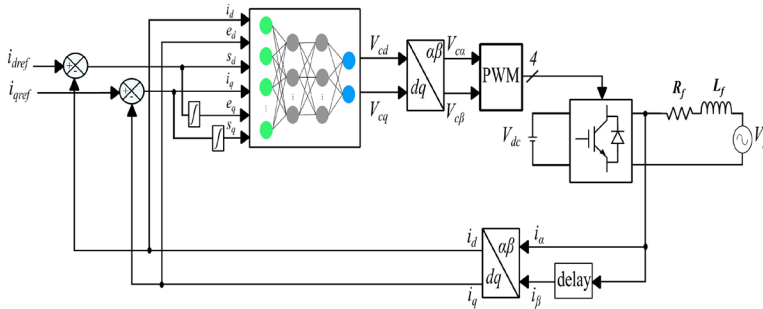 i_d
e_d
s_d
i_q
e_q
s_q
i_dref
i_qref
V_cd
V_cq
αβ
dq
V_cα
V_cβ
PWM
4
V_dc
R_f
L_f
V
i_d
i_q
αβ
dq
i_α
i_β
delay